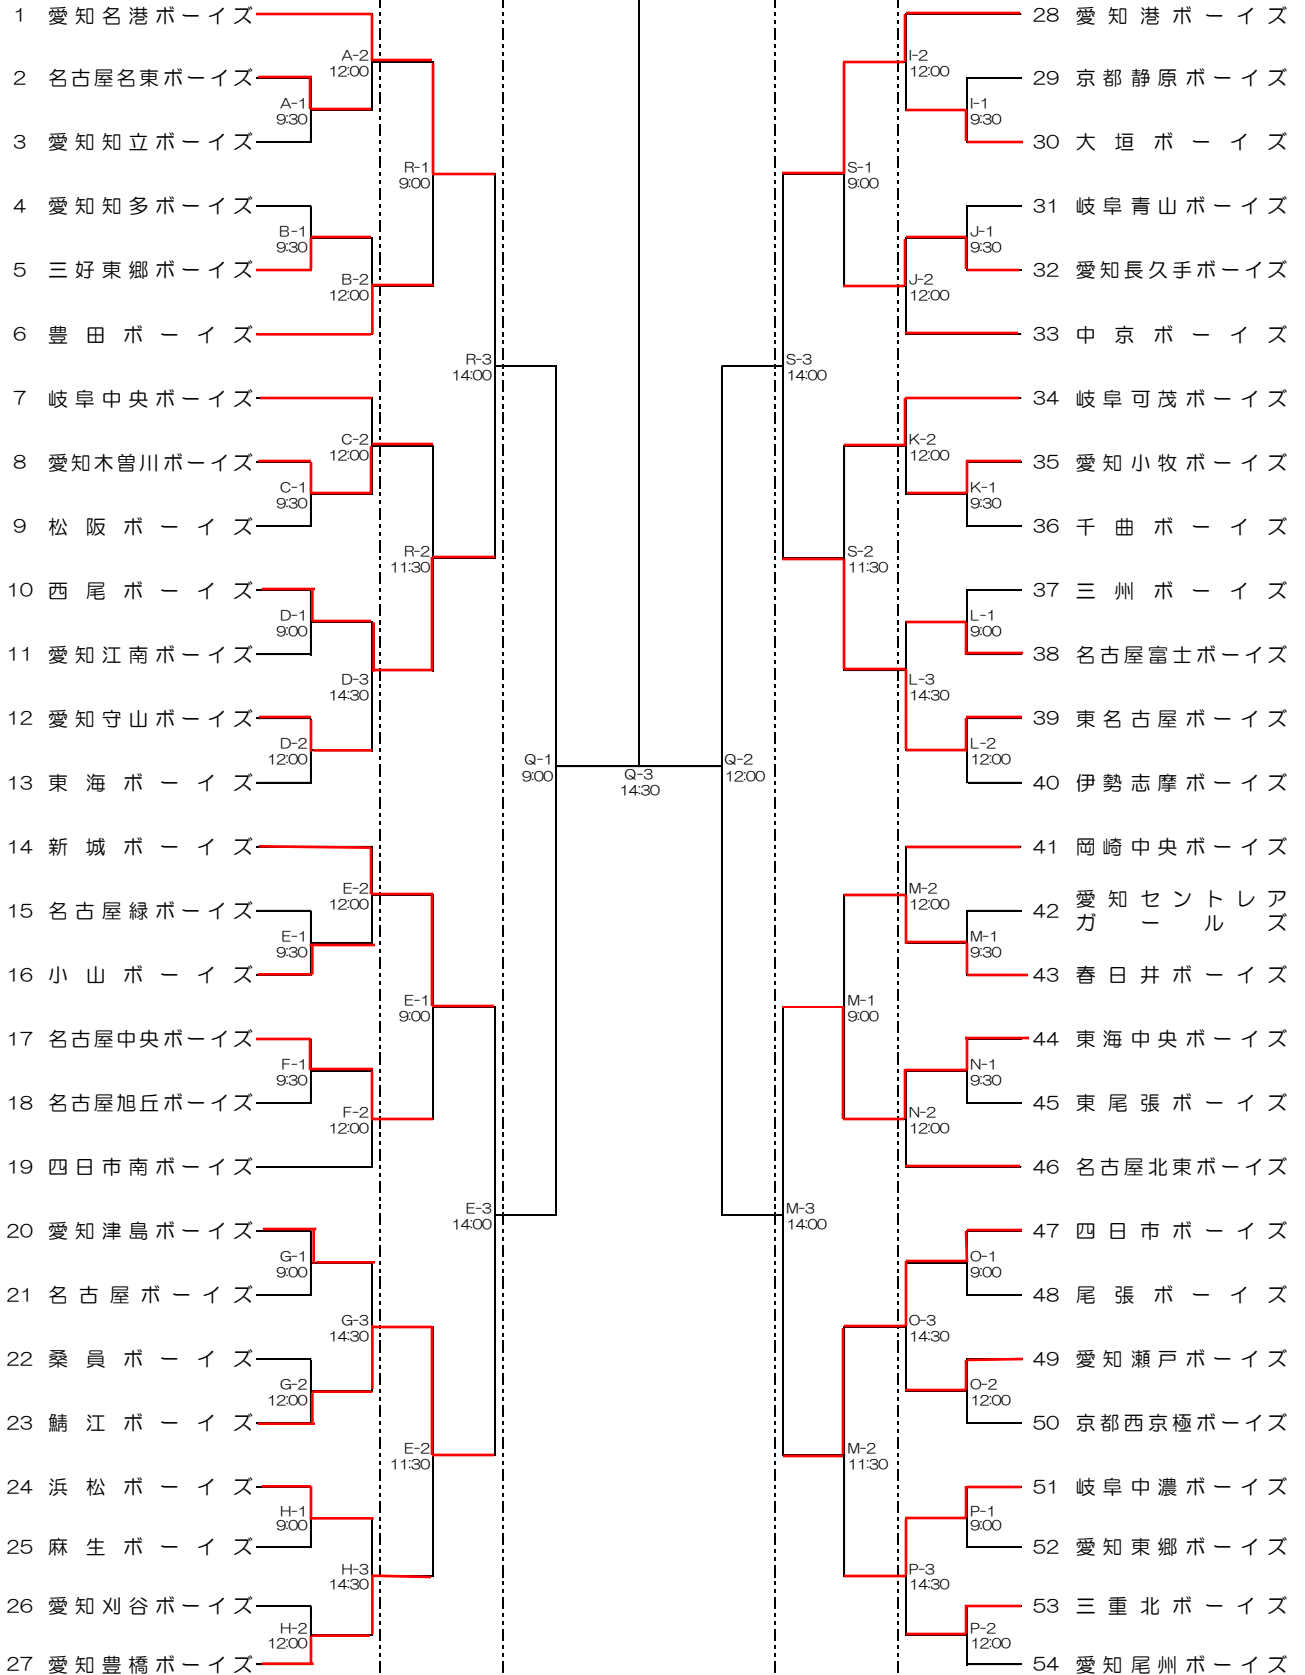 1 愛知名港ボーイズ
A-2
12:00
2 名古屋名東ボーイズ
A-1
9:30
3 愛知知立ボーイズ
R-1
9:00
4 愛知知多ボーイズ
B-1
9:30
5 三好東郷ボーイズ
B-2
12:00
6 豊田ボーイズ
R-3
14:00
7 岐阜中央ボーイズ
C-2
12:00
8 愛知木曽川ボーイズ
C-1
9:30
9 松阪ボーイズ
R-2
11:30
10 西尾ボーイズ
D-1
9:00
11 愛知江南ボーイズ
D-3
14:30
12 愛知守山ボーイズ
D-2
12:00
13 東海ボーイズ
Q-1
9:00
14 新城ボーイズ
E-2
12:00
15 名古屋緑ボーイズ
E-1
9:30
16 小山ボーイズ
E-1
9:00
17 名古屋中央ボーイズ
F-1
9:30
18 名古屋旭丘ボーイズ
F-2
12:00
19 四日市南ボーイズ
E-3
14:00
20 愛知津島ボーイズ
G-1
9:00
21 名古屋ボーイズ
G-3
14:30
22 桑員ボーイズ
G-2
12:00
23 鯖江ボーイズ
E-2
11:30
24 浜松ボーイズ
H-1
9:00
25 麻生ボーイズ
H-3
14:30
26 愛知刈谷ボーイズ
H-2
12:00
27 愛知豊橋ボーイズ
Q-3
14:30
28 愛知港ボーイズ
I-2
12:00
29 京都静原ボーイズ
I-1
9:30
30 大垣ボーイズ
S-1
9:00
31 岐阜青山ボーイズ
J-1
9:30
32 愛知長久手ボーイズ
J-2
12:00
33 中京ボーイズ
S-3
14:00
34 岐阜可茂ボーイズ
K-2
12:00
35 愛知小牧ボーイズ
K-1
9:30
36 千曲ボーイズ
S-2
11:30
37 三州ボーイズ
L-1
9:00
38 名古屋富士ボーイズ
L-3
14:30
39 東名古屋ボーイズ
L-2
12:00
40 伊勢志摩ボーイズ
Q-2
12:00
41 岡崎中央ボーイズ
M-2
12:00
42 愛知セントレア
ガールズ
M-1
9:30
43 春日井ボーイズ
M-1
9:00
44 東海中央ボーイズ
N-1
9:30
45 東尾張ボーイズ
N-2
12:00
46 名古屋北東ボーイズ
M-3
14:00
47 四日市ボーイズ
O-1
9:00
48 尾張ボーイズ
O-3
14:30
49 愛知瀬戸ボーイズ
O-2
12:00
50 京都西京極ボーイズ
M-2
11:30
51 岐阜中濃ボーイズ
P-1
9:00
52 愛知東郷ボーイズ
P-3
14:30
53 三重北ボーイズ
P-2
12:00
54 愛知尾州ボーイズ